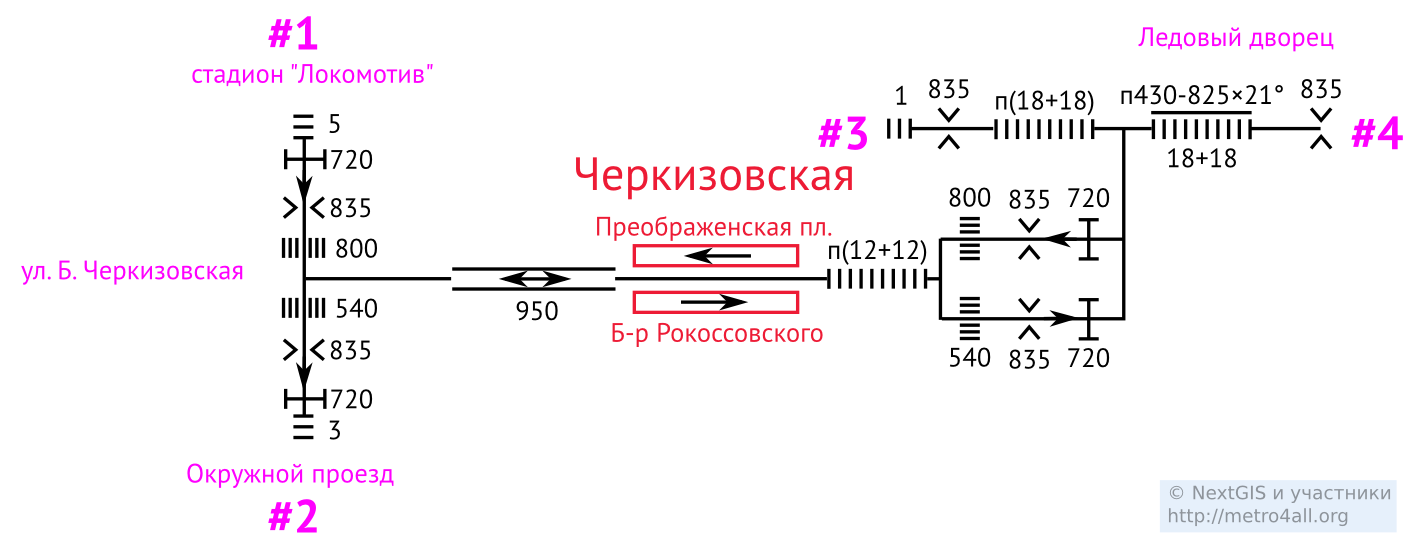 #1
стадион "Локомотив"
5
720
835
800
ул. Б. Черкизовская
540
835
720
3
Окружной проезд
#2
950
Черкизовская
Преображенская пл.
Б-р Рокоссовского
п(12+12)
#3
1
835
п(18+18)
Ледовый дворец
п430-825×21°
18+18
835
#4
800
835
720
540
835
720
© NextGIS и участники
http://metro4all.org